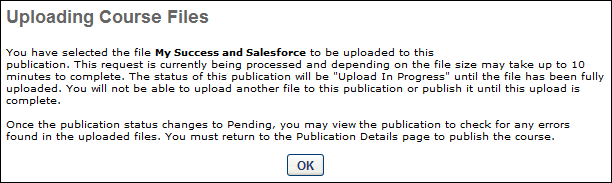 Uploading Course Files
You have selected the file My Success and Salesforce to be uploaded to this
publication. This request is currently being processed and depending on the file size may take up to 10
minutes to complete. The status of this publication will be "Upload In Progress" until the file has been fully
uploaded. You will not be able to upload another file to this publication or publish it until this upload is
complete.
Once the publication status changes to Pending, you may view the publication to check for any errors
found in the uploaded files. You must return to the Publication Details page to publish the course.
OK